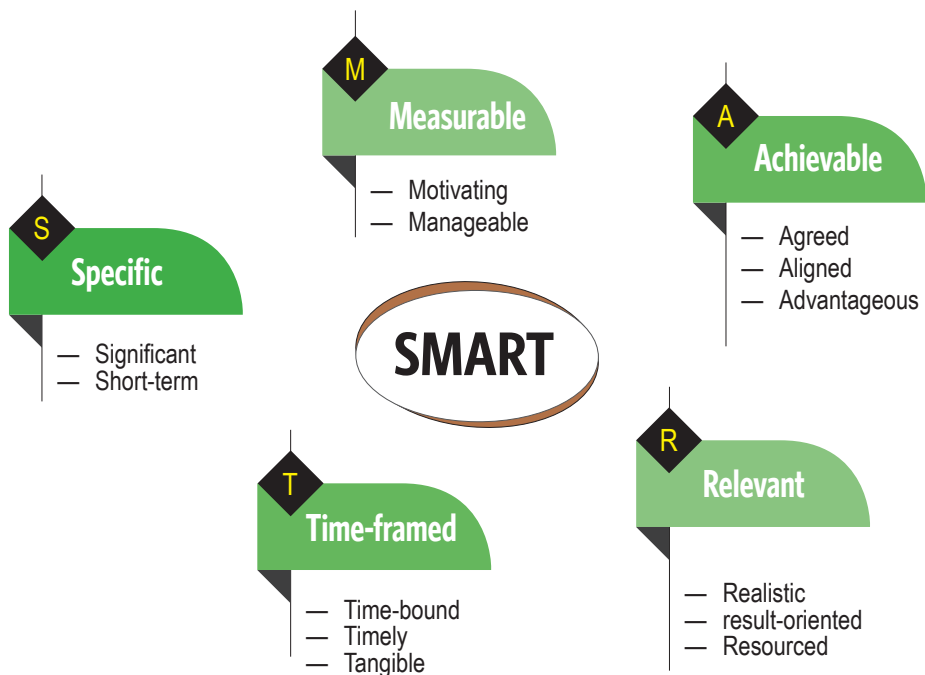 S
Specific
— Significant
— Short-term
M
Measurable
— Motivating
— Manageable
A
Achievable
— Agreed
— Aligned
— Advantageous
SMART
R
Relevant
— Realistic
— result-oriented
— Resourced
T
Time-framed
— Time-bound
— Timely
— Tangible